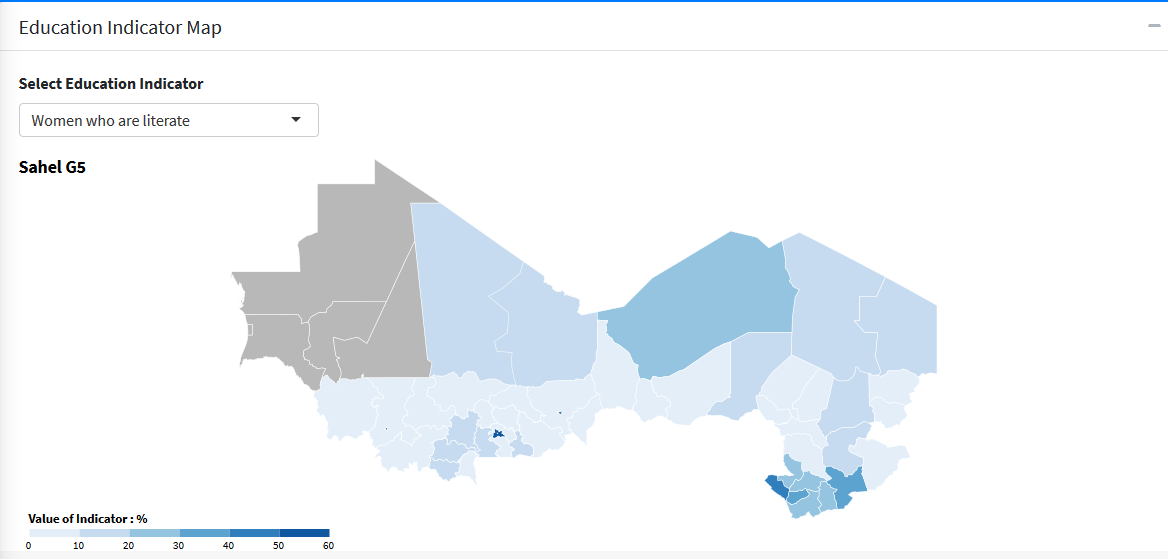 Education Indicator Map
Select Education Indicator
Women who are literate
Sahel G5
Value of Indicator : %
0 10 20 30 40 50 60